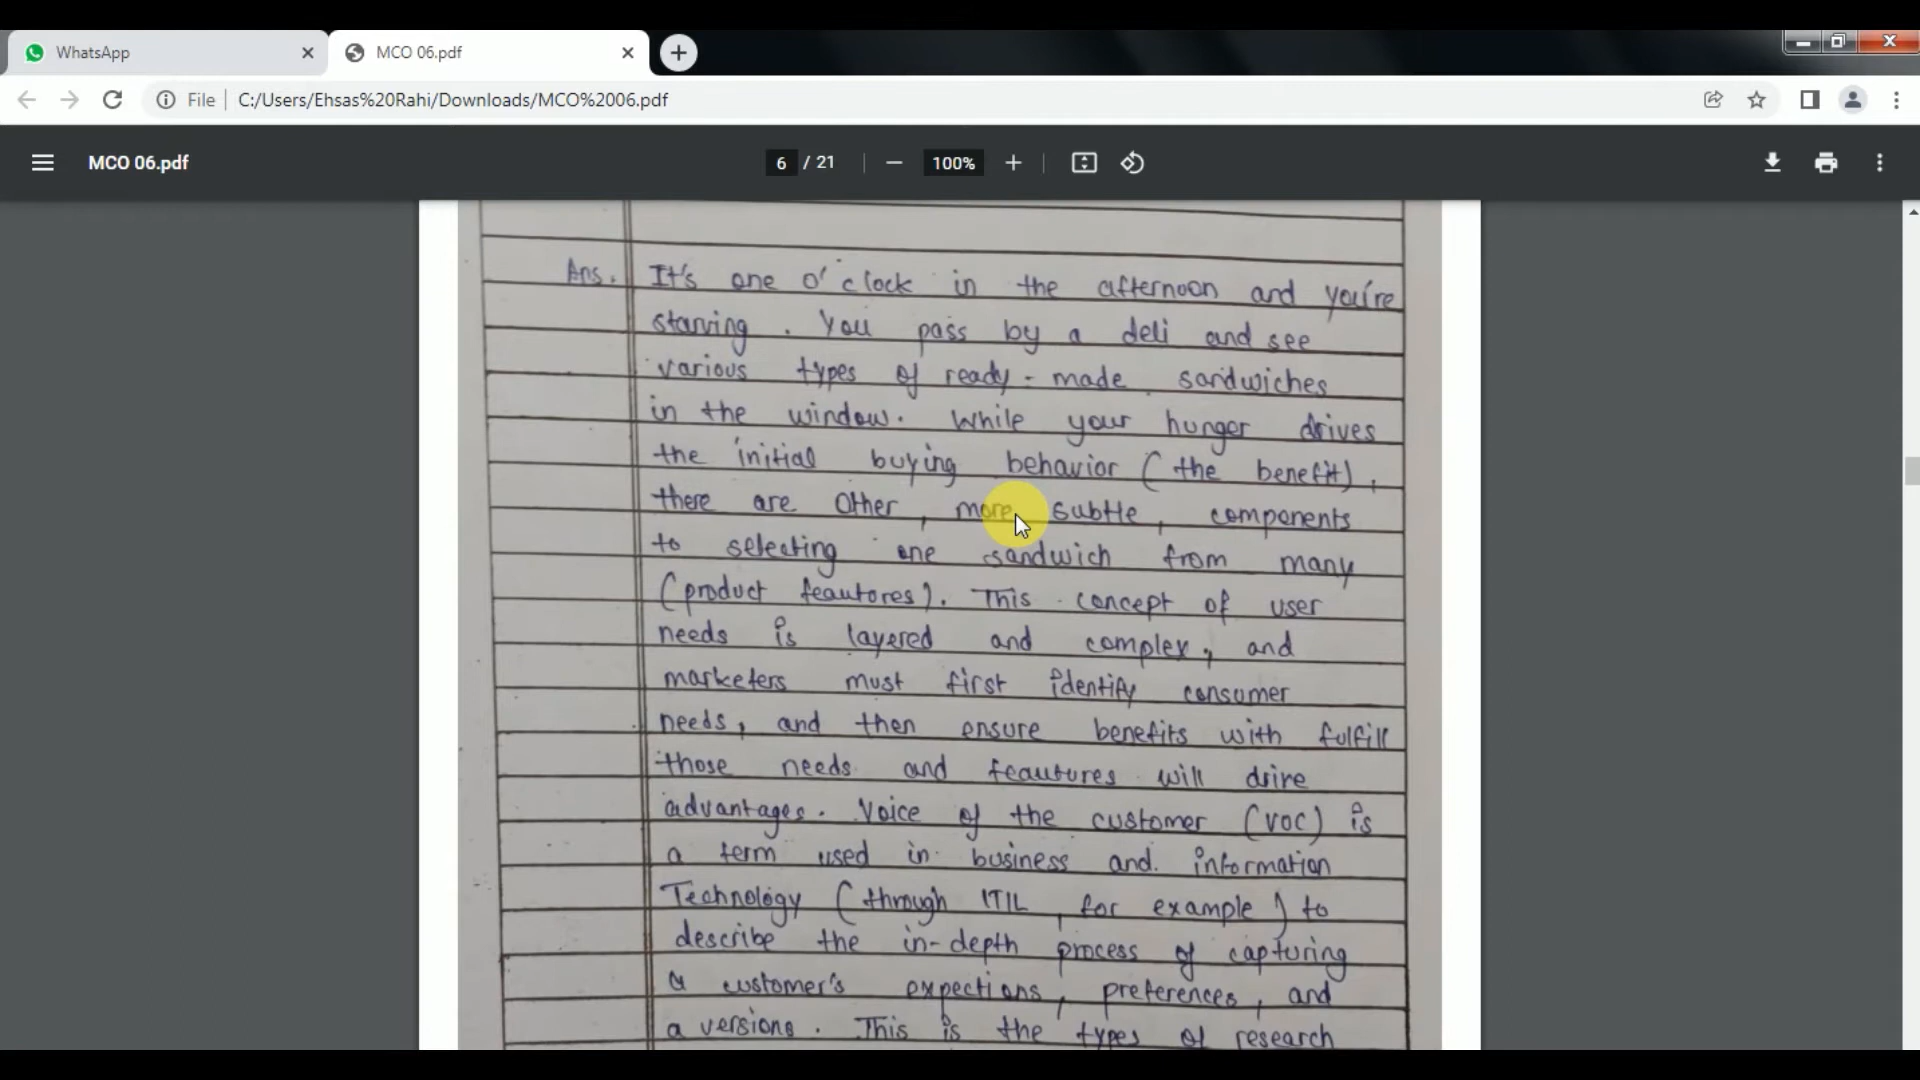 WhatsApp
MCO 06.pdf
File
C:/Users/Ehsas%20Rahi/Downloads/MCO%2006.pdf
MCO 06.pdf
6 / 21
100%
Ans. It's one o'clock in the afternoon and you're
starving. You pass by a deli and see
various types of ready-made sandwiches
in the window. While your hunger drives
the initial buying behavior (the benefit),
there are other, more subtle, components
to selecting one sandwich from many
(product feautores). This concept of user
needs is layered and complex, and
marketers must first identify consumer
needs, and then ensure benefits with fulfill
those needs and feautures will drive
advantages. Voice of the customer (VOC) is
a term used in business and information
Technology (through ITIL, for example) to
describe the in-depth process of capturing
a customer's expections, preferences, and
a versions. This is the types of research